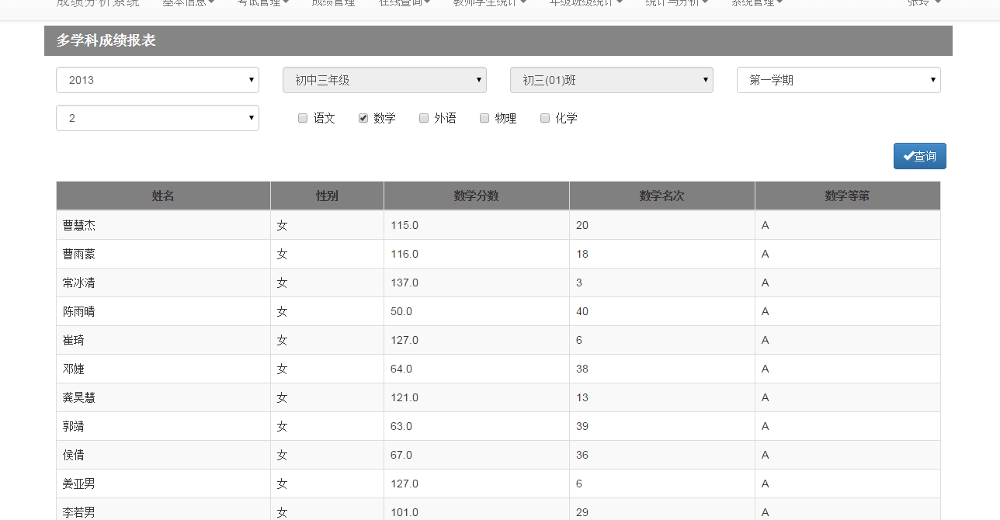 成绩分析系统 基本信息 考试管理 成绩管理 在线查询 教师学生统计 年级班级统计 统计与分析 系统管理 张玲
多学科成绩报表
2013 初中三年级 初三(01)班 第一学期
2 语文 数学 外语 物理 化学
查询
姓名 性别 数学分数 数学名次 数学等第
曹慧杰 女 115.0 20 A
曹雨蒙 女 116.0 18 A
常冰清 女 137.0 3 A
陈雨晴 女 50.0 40 A
崔琦 女 127.0 6 A
邓婕 女 64.0 38 A
龚昊慧 女 121.0 13 A
郭靖 女 63.0 39 A
侯倩 女 67.0 36 A
姜亚男 女 127.0 6 A
李若男 女 101.0 29 A